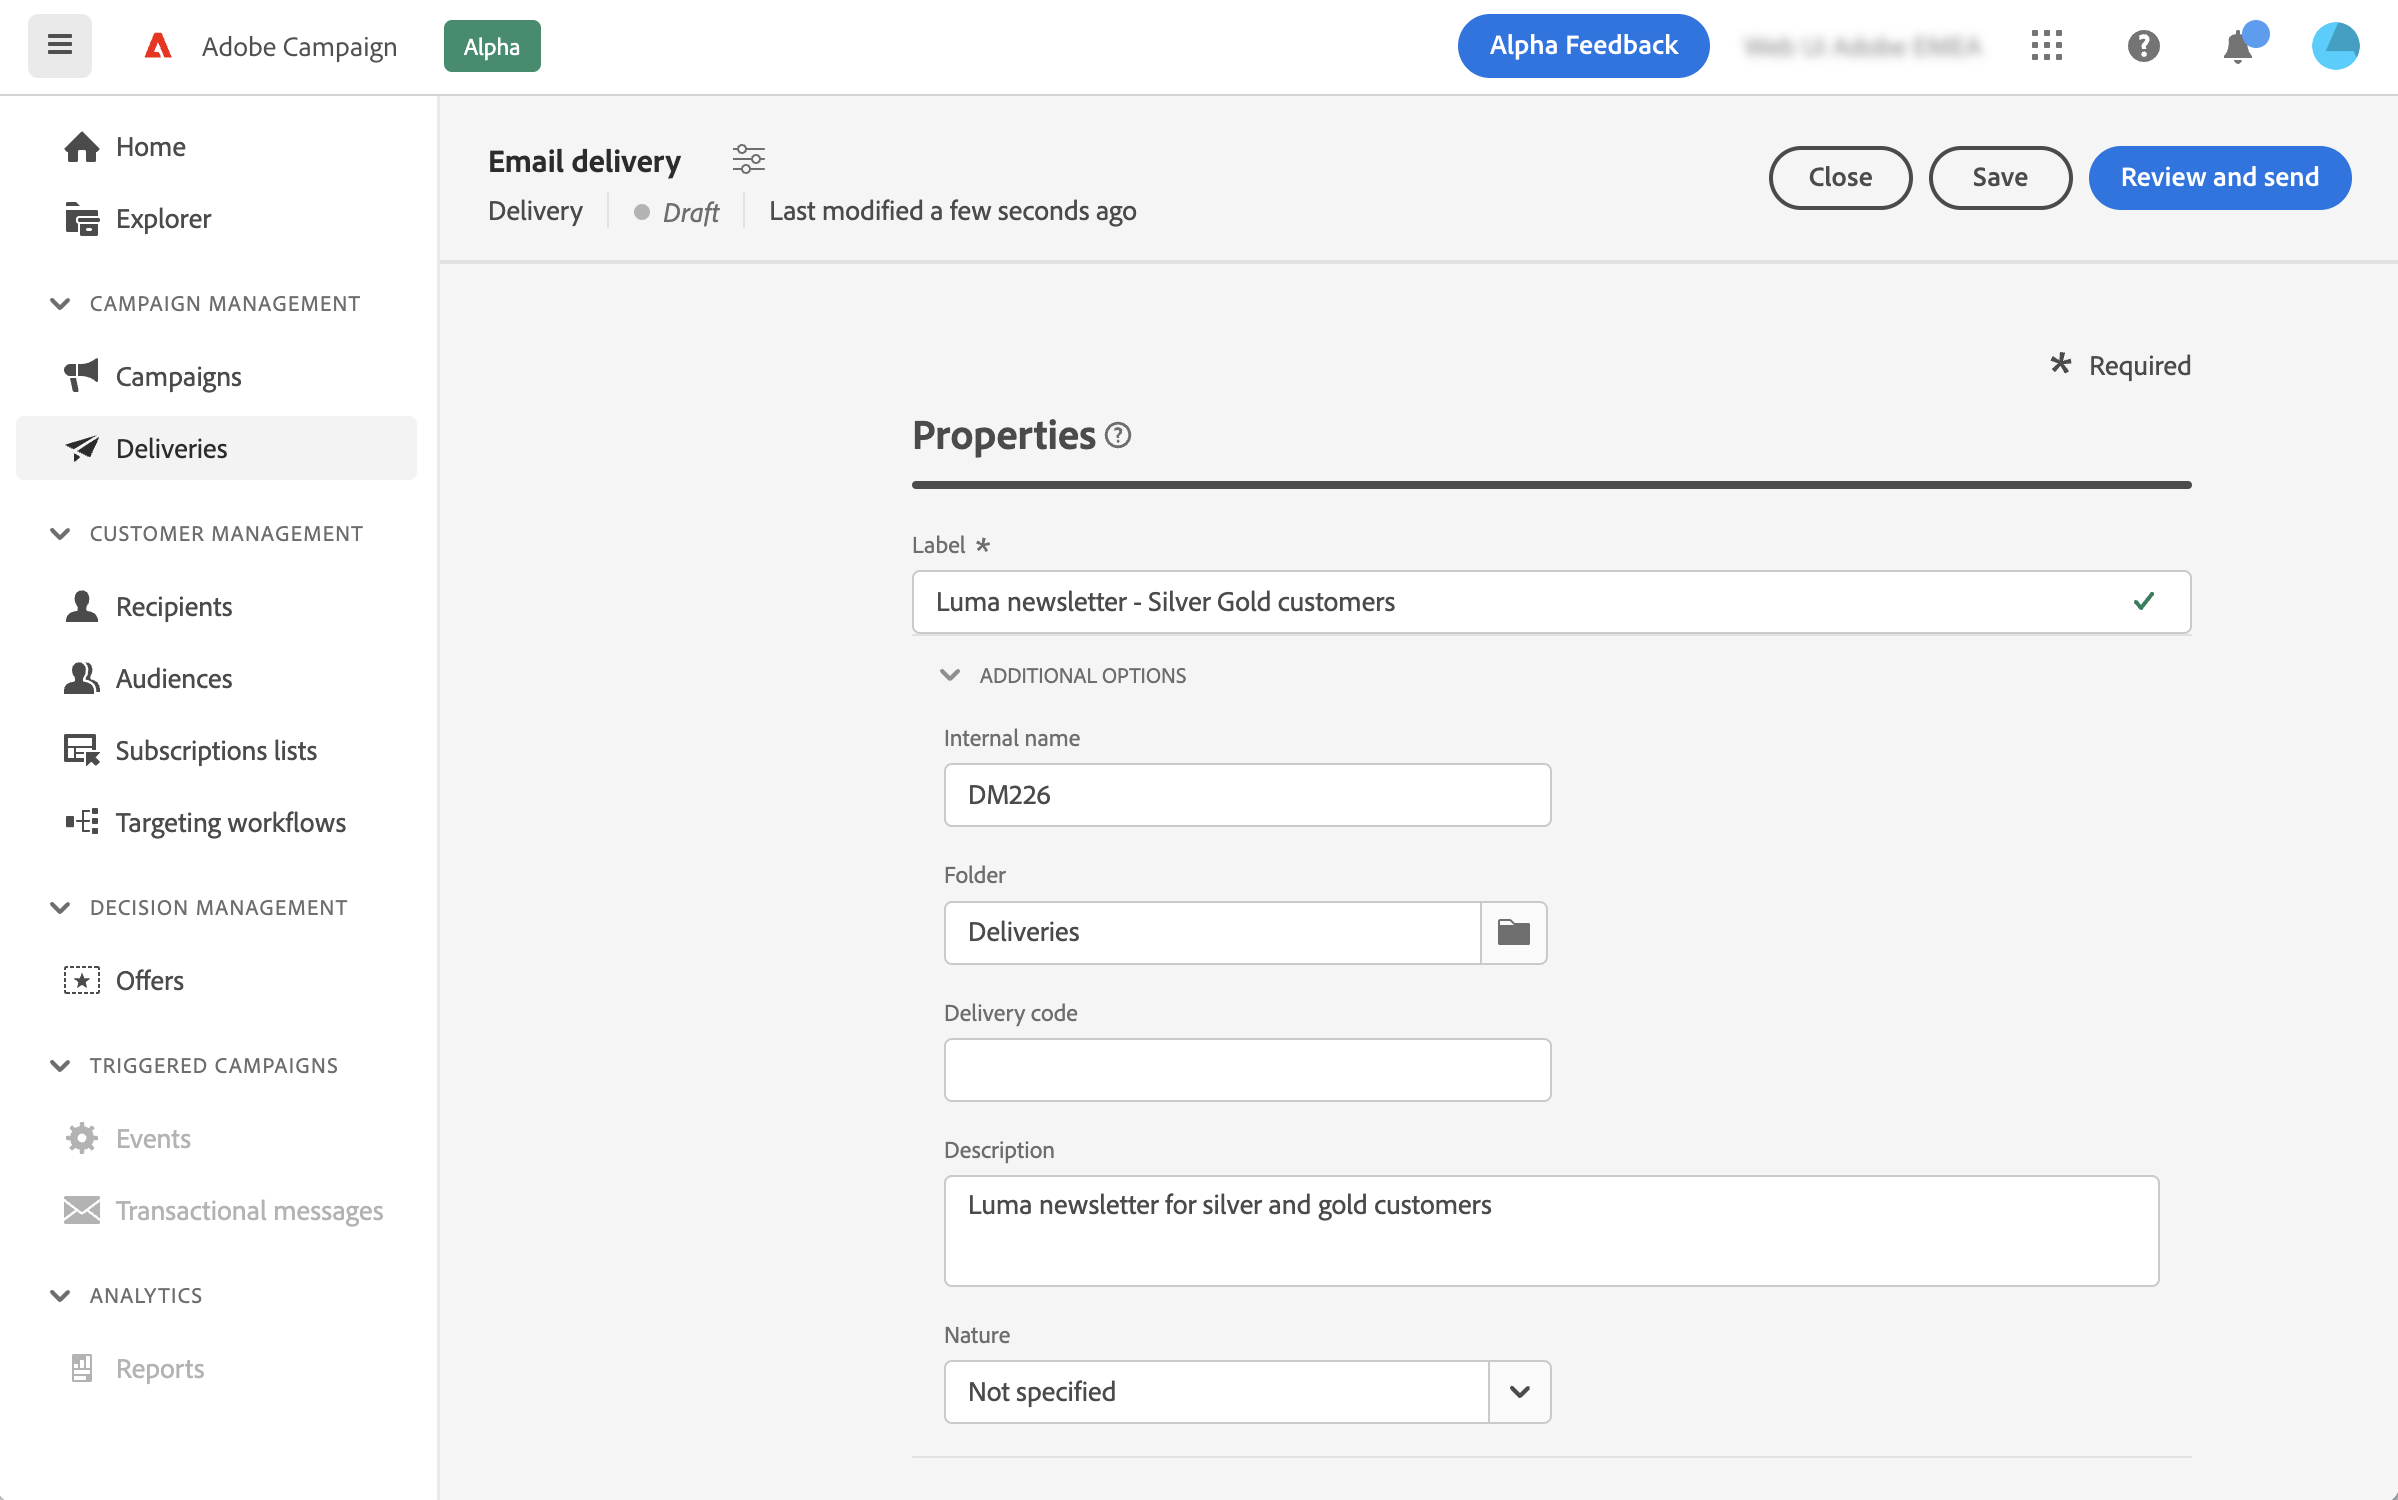 Adobe Campaign
Alpha
Alpha Feedback
Home
Explorer
CAMPAIGN MANAGEMENT
Campaigns
Deliveries
CUSTOMER MANAGEMENT
Recipients
Audiences
Subscriptions lists
Targeting workflows
DECISION MANAGEMENT
Offers
TRIGGERED CAMPAIGNS
Events
Transactional messages
ANALYTICS
Reports
Email delivery
Delivery
Draft
Last modified a few seconds ago
Close
Save
Review and send
* Required
Properties
Label *
Luma newsletter - Silver Gold customers
ADDITIONAL OPTIONS
Internal name
DM226
Folder
Deliveries
Delivery code
Description
Luma newsletter for silver and gold customers
Nature
Not specified